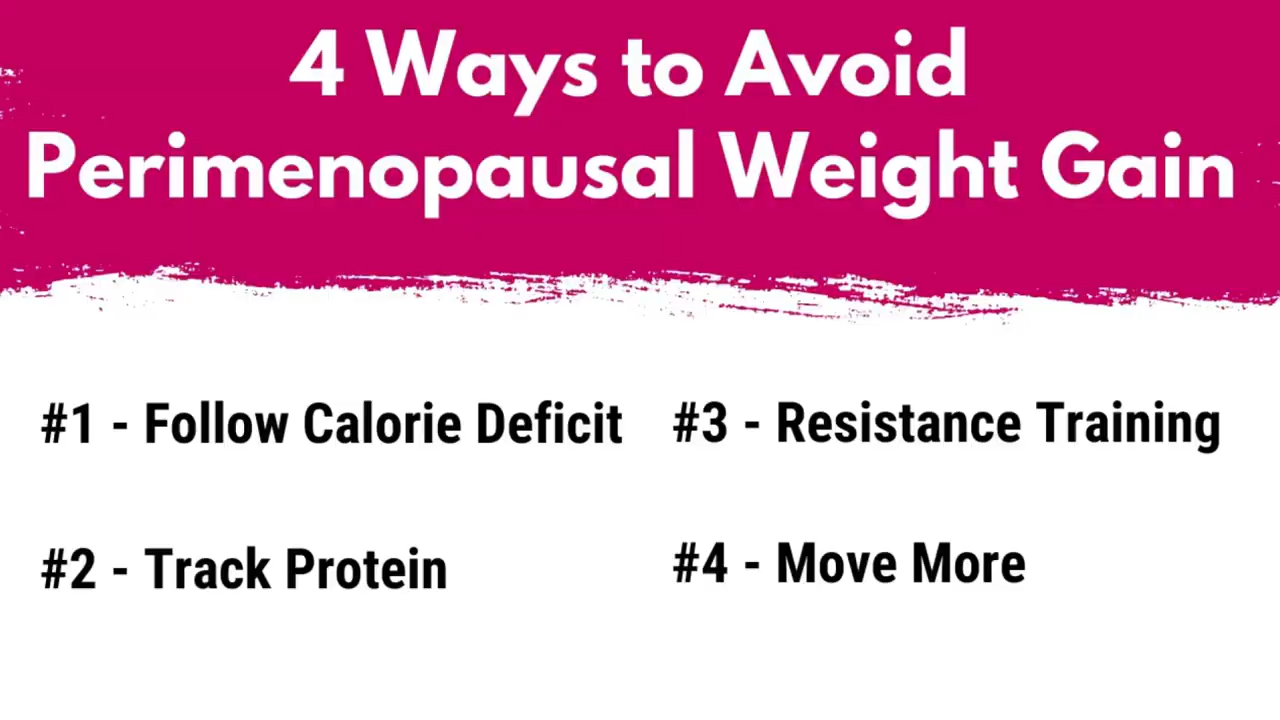 4 Ways to Avoid
Perimenopausal Weight Gain
#1 - Follow Calorie Deficit
#2 - Track Protein
#3 - Resistance Training
#4 - Move More